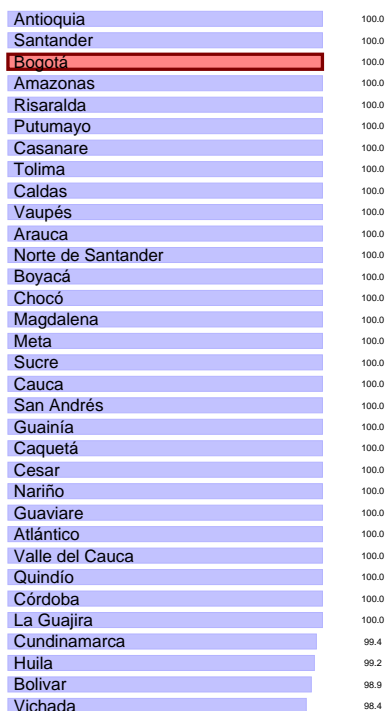 Antioquia 100.0
Santander 100.0
Bogotá 100.0
Amazonas 100.0
Risaralda 100.0
Putumayo 100.0
Casanare 100.0
Tolima 100.0
Caldas 100.0
Vaupés 100.0
Arauca 100.0
Norte de Santander 100.0
Boyacá 100.0
Chocó 100.0
Magdalena 100.0
Meta 100.0
Sucre 100.0
Cauca 100.0
San Andrés 100.0
Guainía 100.0
Caquetá 100.0
Cesar 100.0
Nariño 100.0
Guaviare 100.0
Atlántico 100.0
Valle del Cauca 100.0
Quindío 100.0
Córdoba 100.0
La Guajira 100.0
Cundinamarca 99.4
Huila 99.2
Bolivar 98.9
Vichada 98.4